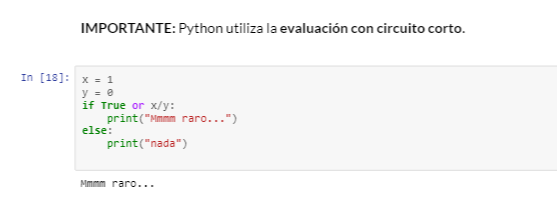 IMPORTANTE: Python utiliza la evaluación con circuito corto.
In [18]: x = 1
y = 0
if True or x/y:
    print("Mmmm raro...")
else:
    print("nada")
Mmmm raro...